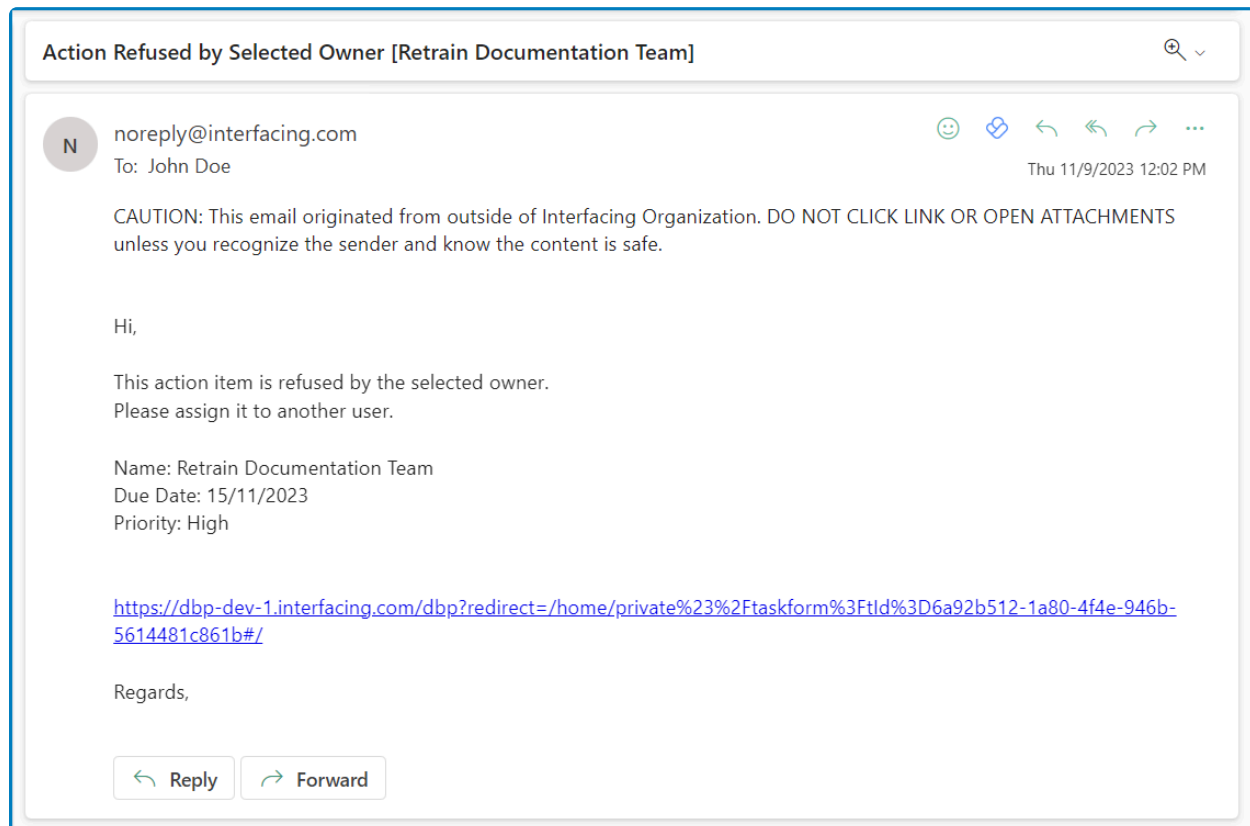 Action Refused by Selected Owner [Retrain Documentation Team]
N
noreply@interfacing.com
To: John Doe
Thu 11/9/2023 12:02 PM
CAUTION: This email originated from outside of Interfacing Organization. DO NOT CLICK LINK OR OPEN ATTACHMENTS
unless you recognize the sender and know the content is safe.
Hi,
This action item is refused by the selected owner.
Please assign it to another user.
Name: Retrain Documentation Team
Due Date: 15/11/2023
Priority: High
https://dbp-dev-1.interfacing.com/dbp?redirect=/home/private%23%2Ftaskform%3FtId%3D6a92b512-1a80-4f4e-946b-
5614481c861b#/
Regards,
Reply
Forward